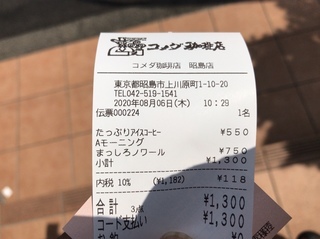 コメダ珈琲店
コメダ珈琲店 昭島店
東京都昭島市上川原町1-10-20
TEL042-519-1541
2020年08月06日(木) 10:29
伝票000224 1名
たっぷりアイスコーヒー ¥550
Aモーニング
まっしろノワール ¥750
小計 ¥1,300
内税 10% (¥1,182) ¥118
合計 3点 ¥1,300
コード支払い ¥1,300
お釣 ¥0